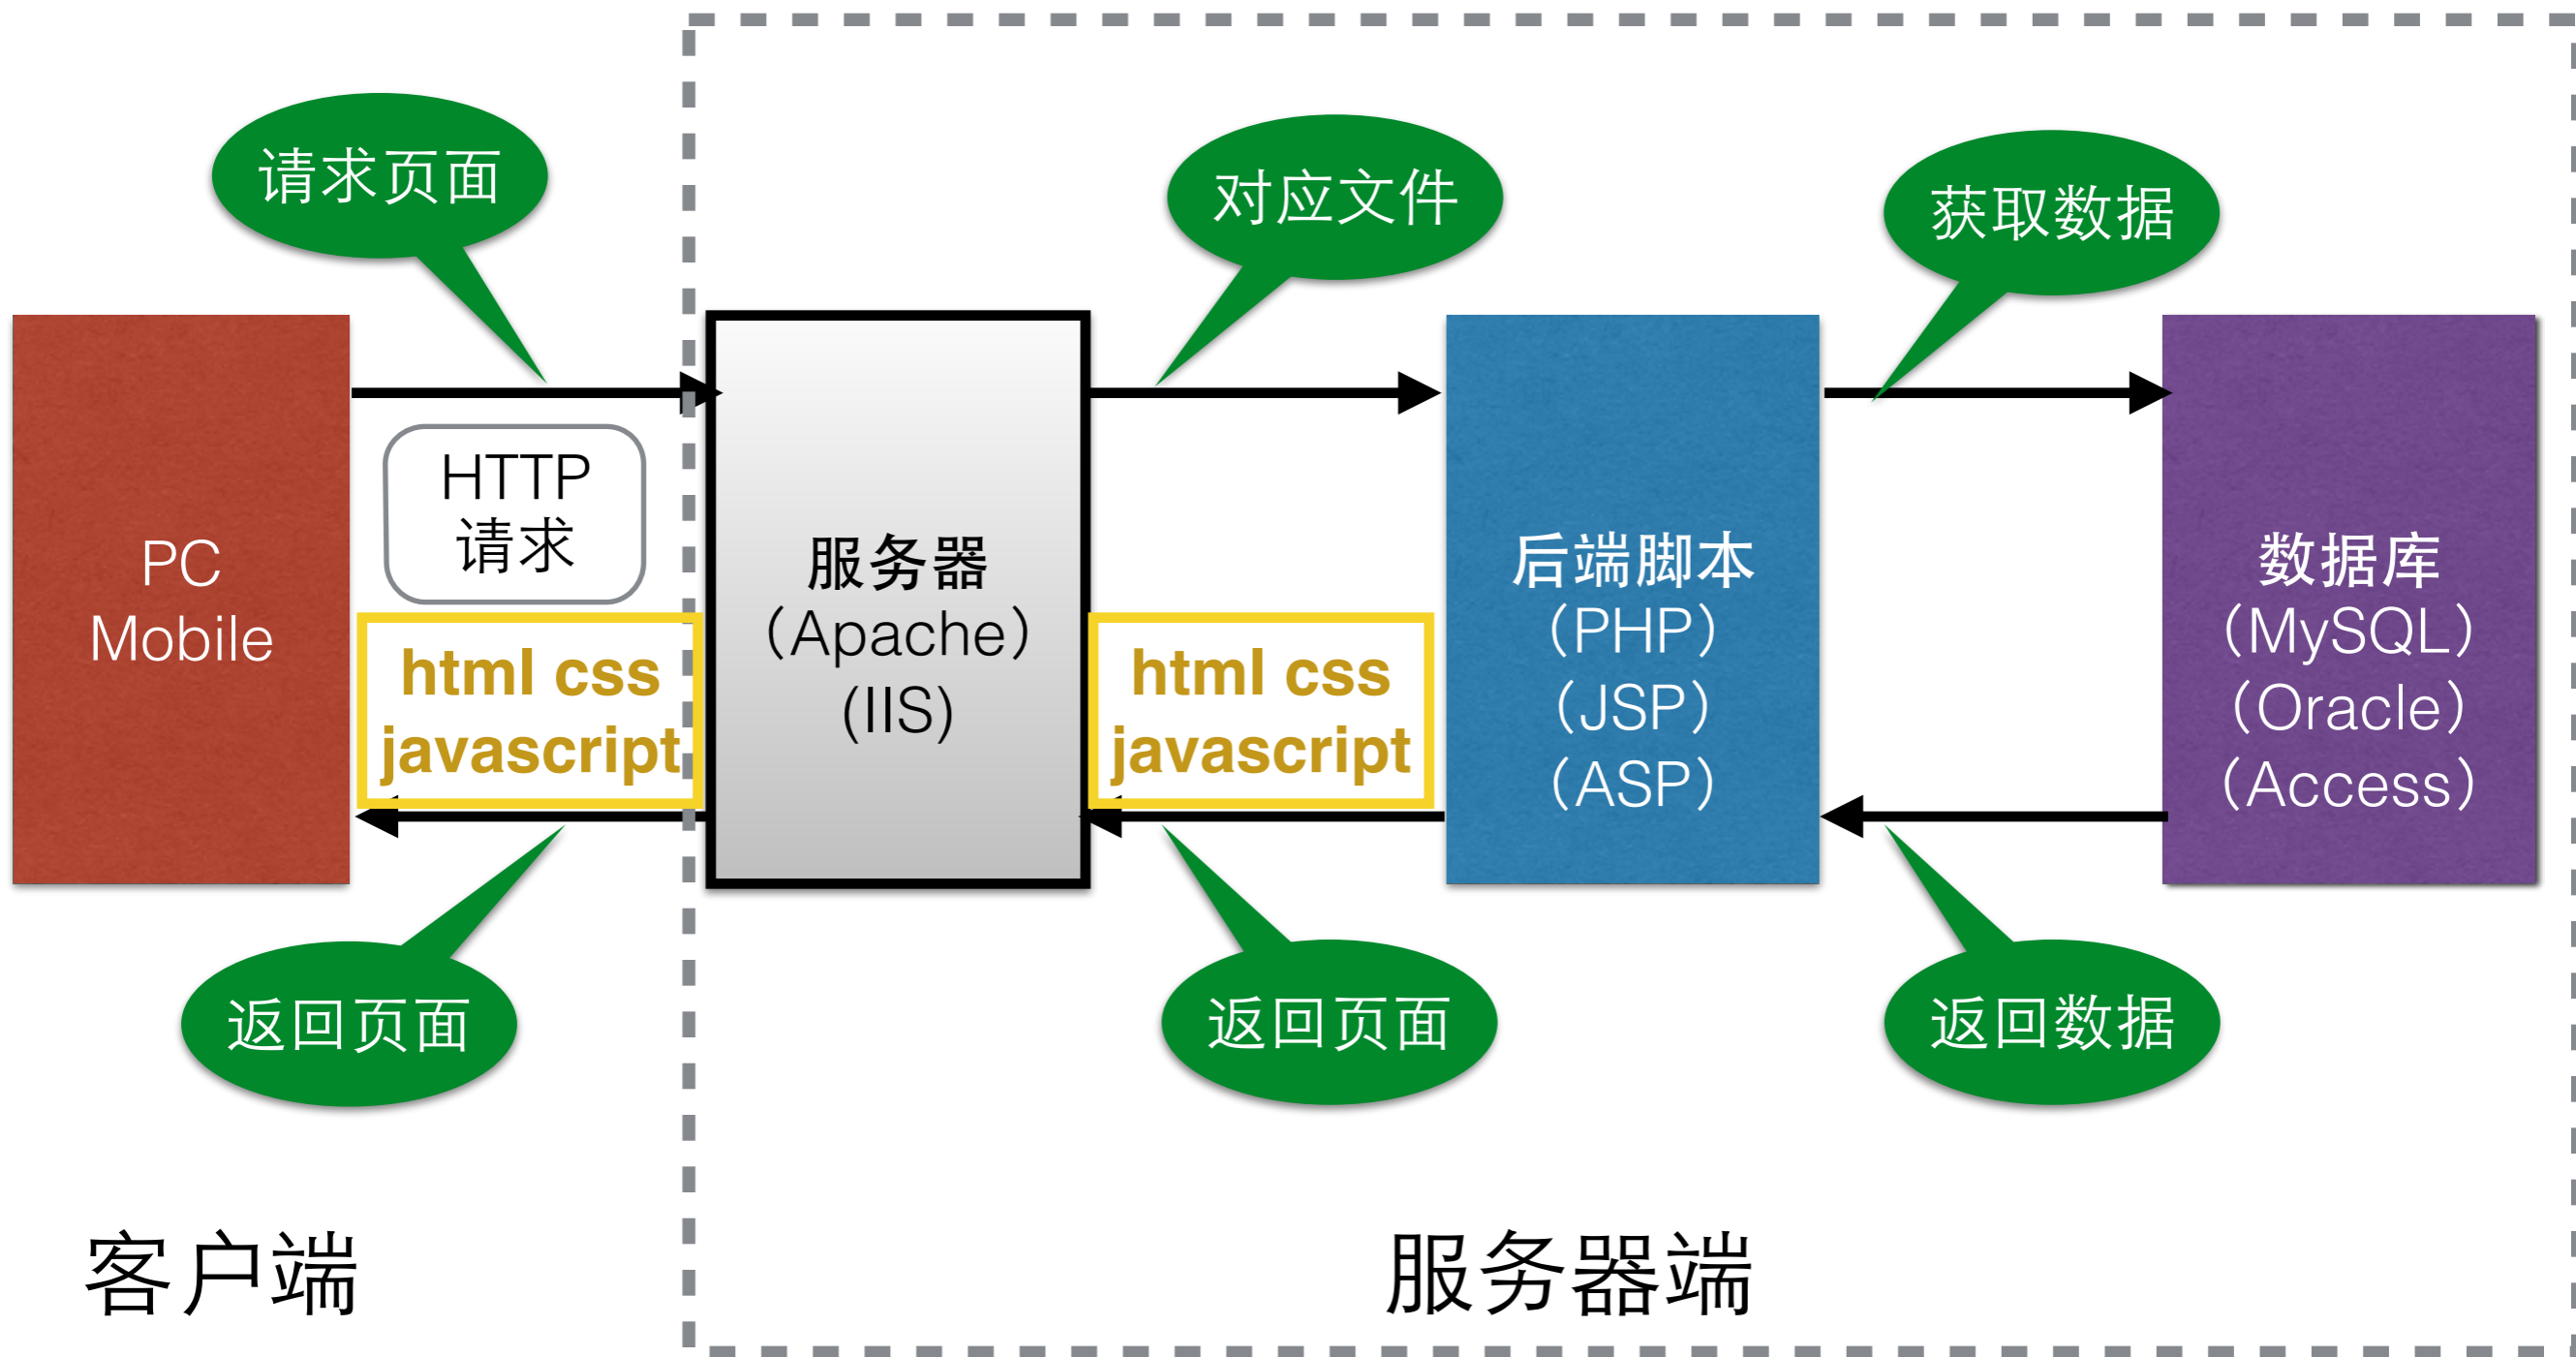 请求页面
对应文件
获取数据
PC
Mobile
HTTP
请求
html css
javascript
服务器
（Apache）
(IIS)
html css
javascript
后端脚本
（PHP）
（JSP）
（ASP）
数据库
（MySQL）
（Oracle）
（Access）
返回页面
返回页面
返回数据
客户端
服务器端